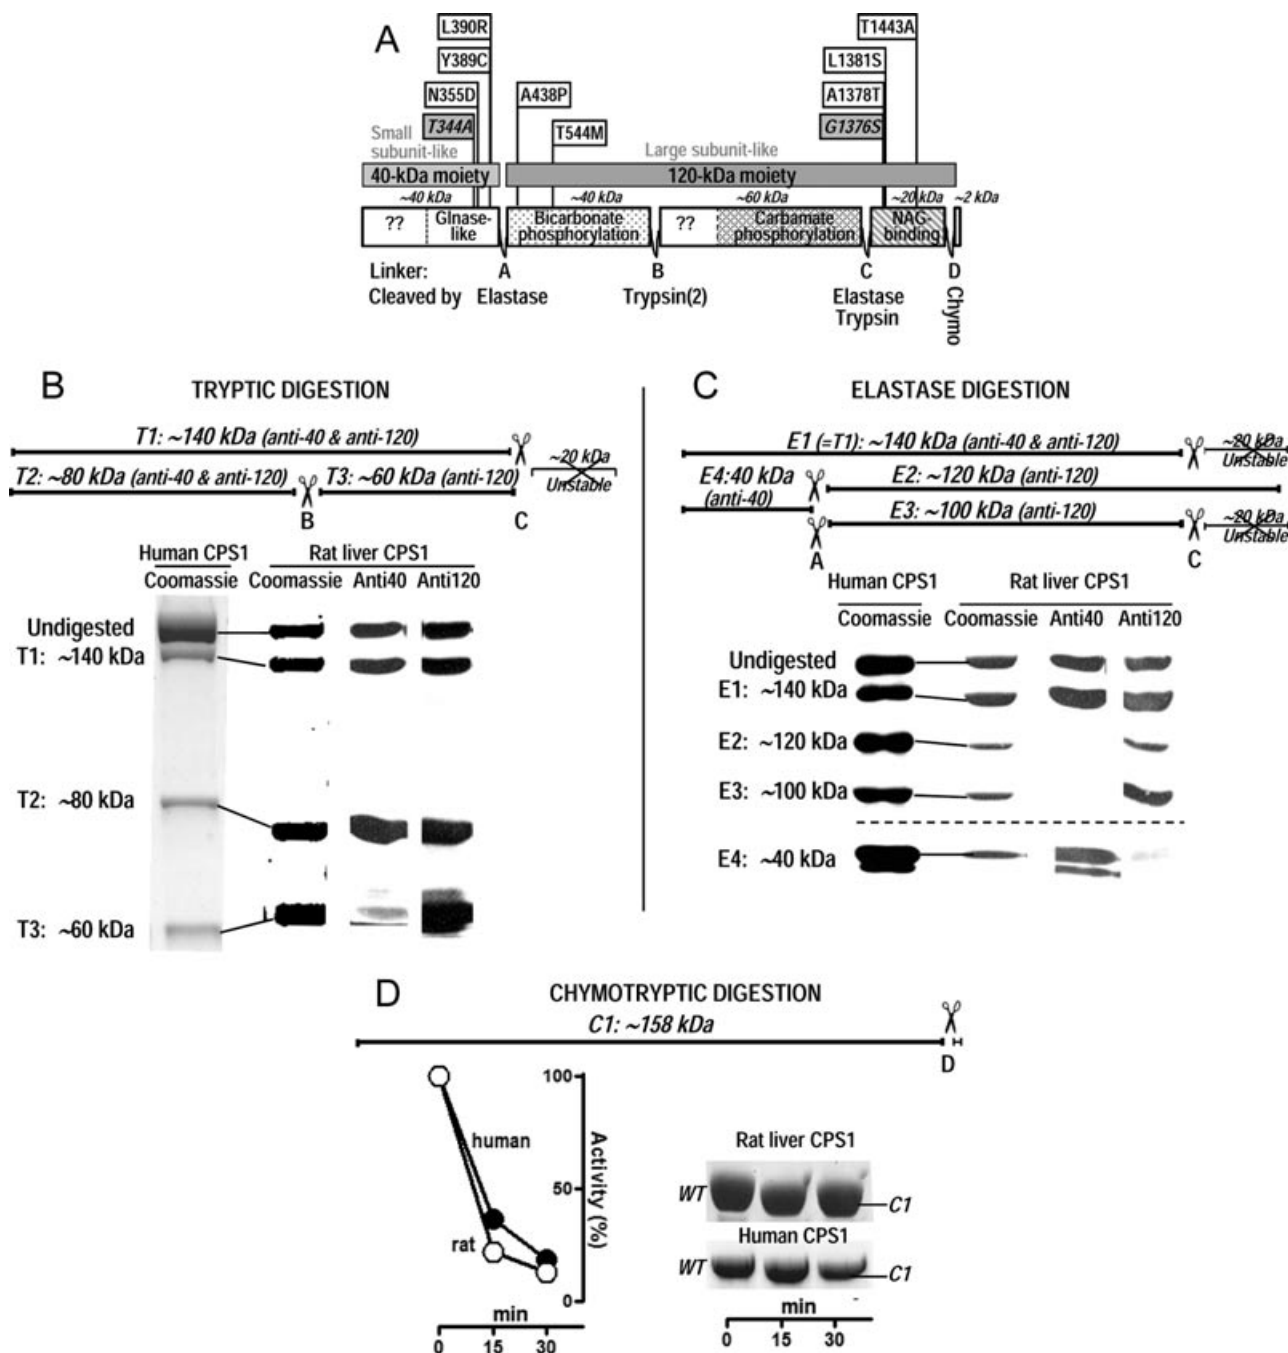 A
L390R
T1443A
Y389C
L1381S
N355D
A438P
A1378T
T344A
T544M
G1376S
Small
subunit-like
Large subunit-like
40-kDa moiety
120-kDa moiety
~40 kDa
~40 kDa
~60 kDa
~20 kDa
~2 kDa
??
Glnase-
like
Bicarbonate
phosphorylation
??
Carbamate
phosphorylation
NAG-
binding
Linker:
A
B
C
D
Cleaved by
Elastase
Trypsin(2)
Elastase
Trypsin
Chymo
B
TRYPTIC DIGESTION
T1: ~140 kDa (anti-40 & anti-120)
~20 kDa
Unstable
T2: ~80 kDa (anti-40 & anti-120)
T3: ~60 kDa (anti-120)
B
C
Human CPS1
Rat liver CPS1
Coomassie
Coomassie
Anti40
Anti120
Undigested
T1: ~140 kDa
T2: ~80 kDa
T3: ~60 kDa
C
ELASTASE DIGESTION
E1 (=T1): ~140 kDa (anti-40 & anti-120)
~20 kDa
Unstable
E4:40 kDa
(anti-40)
E2: ~120 kDa (anti-120)
E3: ~100 kDa (anti-120)
~20 kDa
Unstable
A
C
Human CPS1
Rat liver CPS1
Coomassie
Coomassie
Anti40
Anti120
Undigested
E1: ~140 kDa
E2: ~120 kDa
E3: ~100 kDa
E4: ~40 kDa
D
CHYMOTRYPTIC DIGESTION
C1: ~158 kDa
D
100
50
0
Activity (%)
human
rat
min
0
15
30
Rat liver CPS1
WT
C1
Human CPS1
WT
C1
min
0
15
30